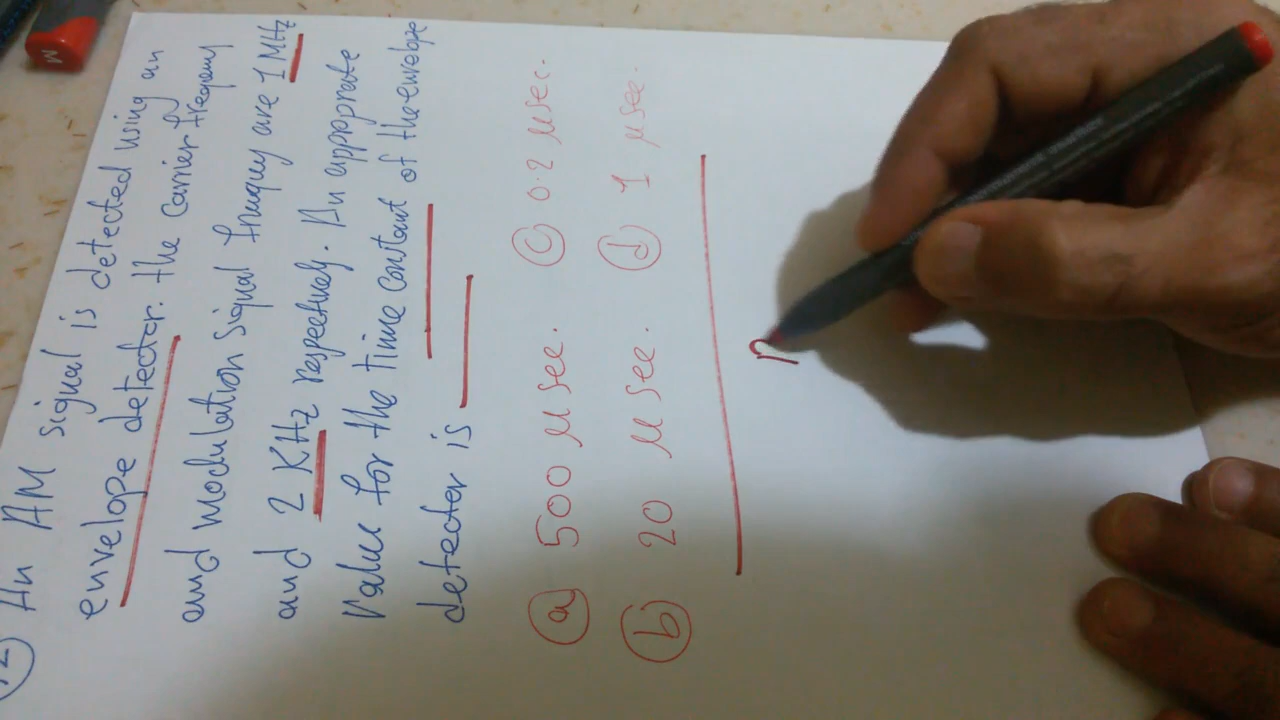 12
An AM signal is detected using an
envelope detector. the carrier frequency
and modulation signal frequency are 1 MHz
and 2 KHz respectively. An appropriate
value for the time constant of the envelope
detector is
a 500 μsec. c 0.2 μsec.
b 20 μsec. d 1 μsec.
M